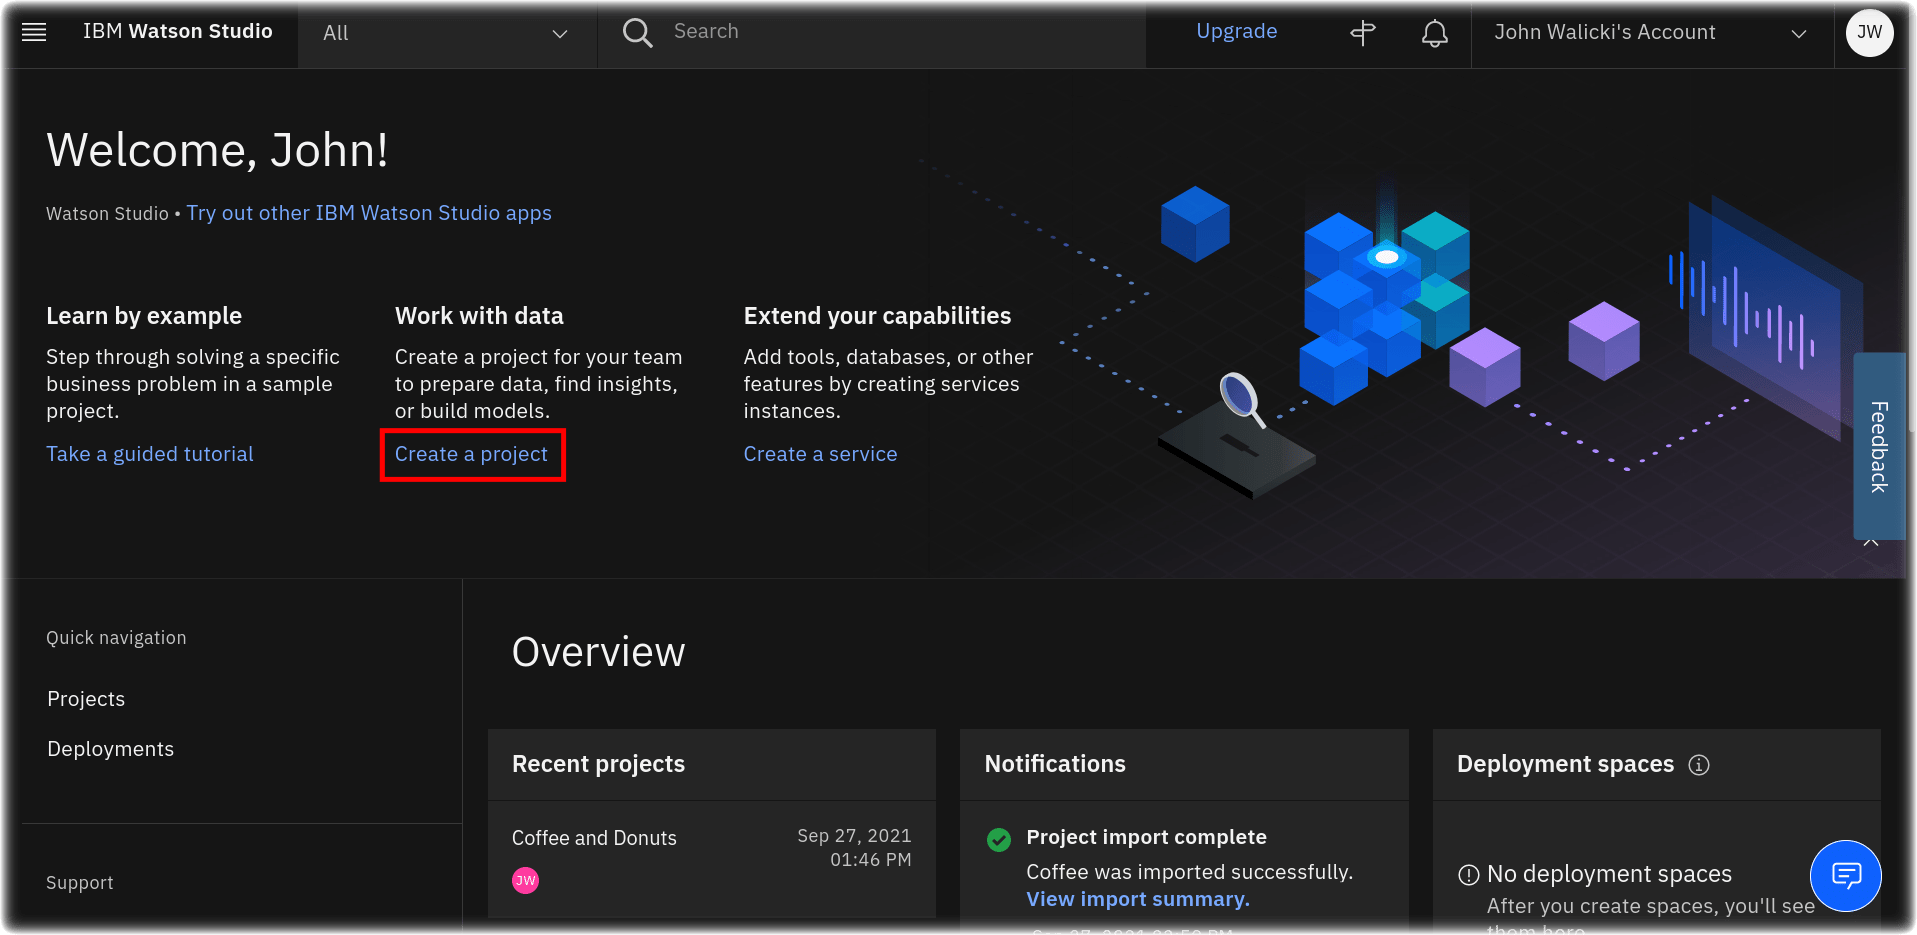 IBM Watson Studio
All
Search
Upgrade
John Walicki's Account
JW
Welcome, John!
Watson Studio • Try out other IBM Watson Studio apps
Learn by example
Step through solving a specific
business problem in a sample
project.
Take a guided tutorial
Work with data
Create a project for your team
to prepare data, find insights,
or build models.
Create a project
Extend your capabilities
Add tools, databases, or other
features by creating services
instances.
Create a service
Feedback
Quick navigation
Projects
Deployments
Support
Overview
Recent projects
Coffee and Donuts
Sep 27, 2021
01:46 PM
JW
Notifications
Project import complete
Coffee was imported successfully.
View import summary.
Deployment spaces
No deployment spaces
After you create spaces, you'll see
them here